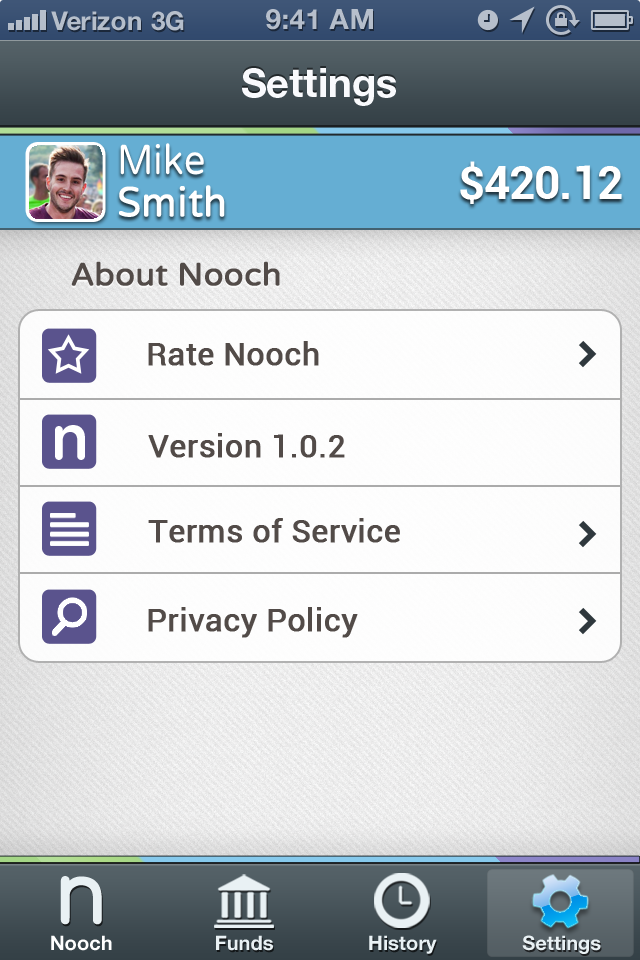 Verizon 3G 9:41 AM
Settings
Mike
Smith
$420.12
About Nooch
Rate Nooch
n
Version 1.0.2
Terms of Service
Privacy Policy
n
Nooch Funds History Settings